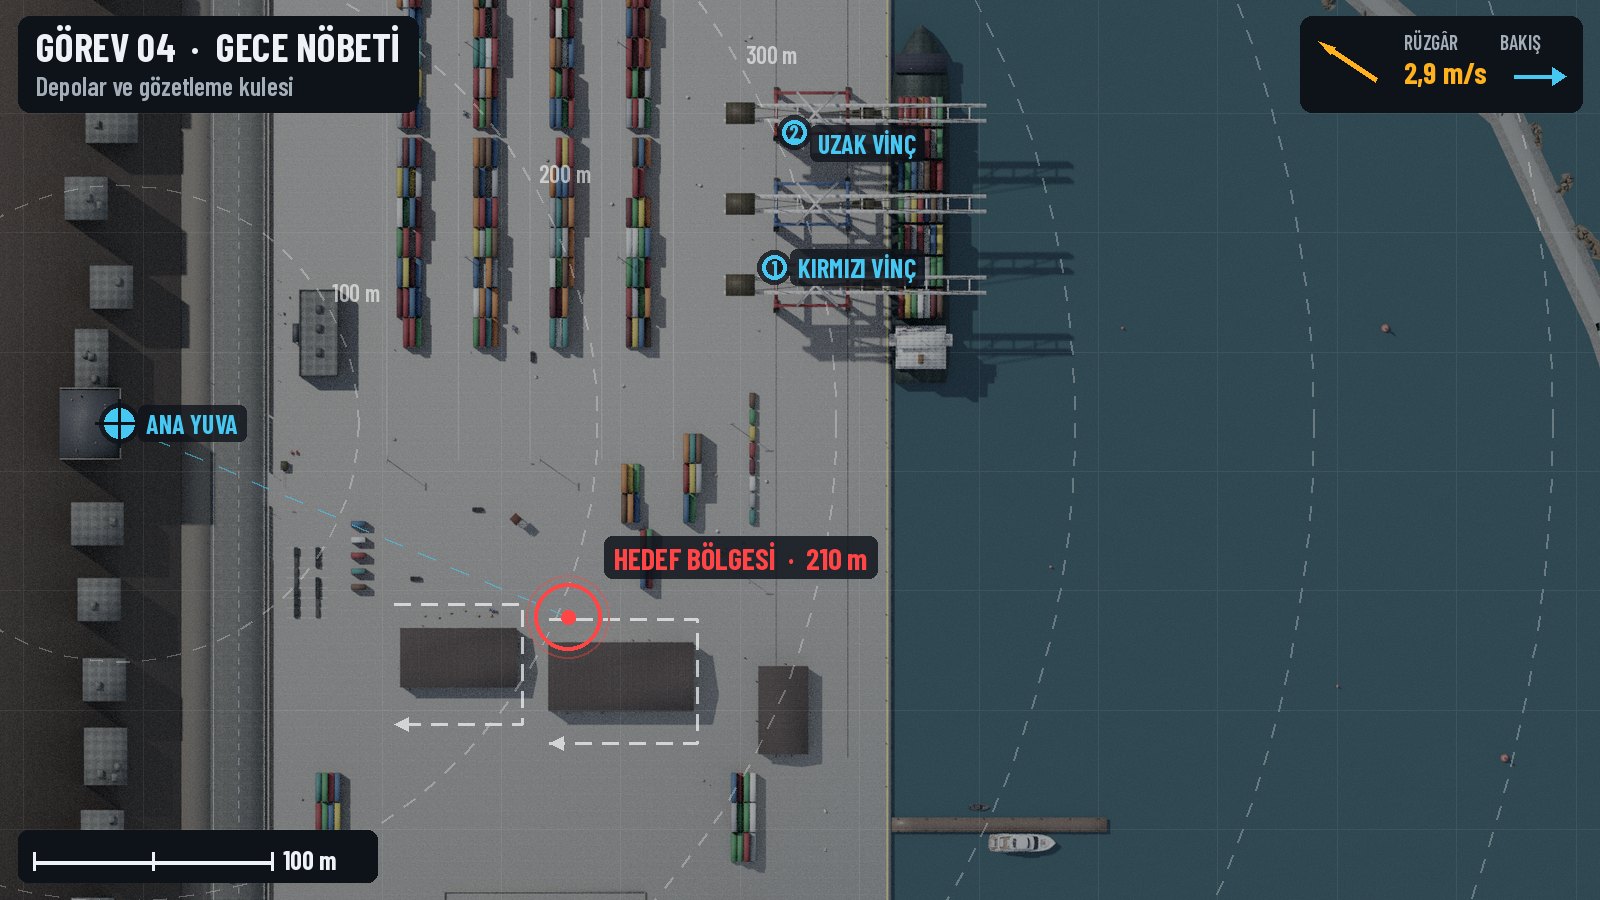 GÖREV 04 · GECE NÖBETİ
Depolar ve gözetleme kulesi
RÜZGÂR
BAKIŞ
2,9 m/s
300 m
2
UZAK VİNÇ
200 m
1
KIRMIZI VİNÇ
100 m
ANA YUVA
HEDEF BÖLGESİ · 210 m
100 m